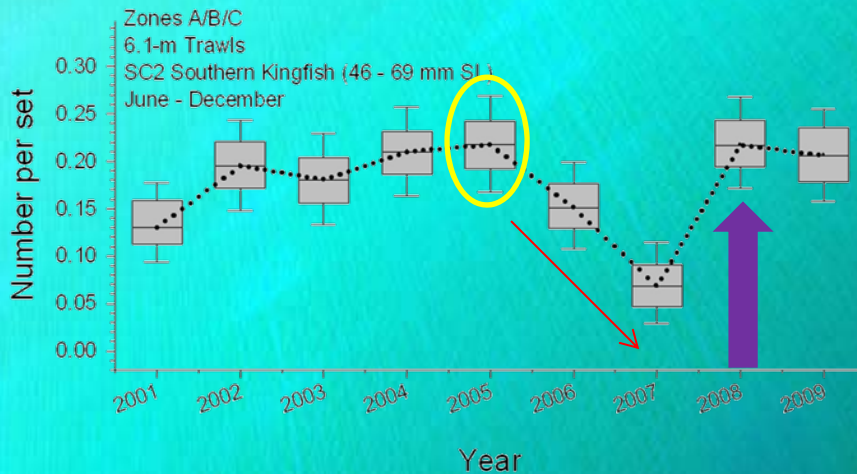 Zones A/B/C
6.1-m Trawls
SC2 Southern Kingfish (46 - 69 mm SL)
June - December
Number per set
0.30
0.25
0.20
0.15
0.10
0.05
0.00
2001 2002 2003 2004 2005 2006 2007 2008 2009
Year